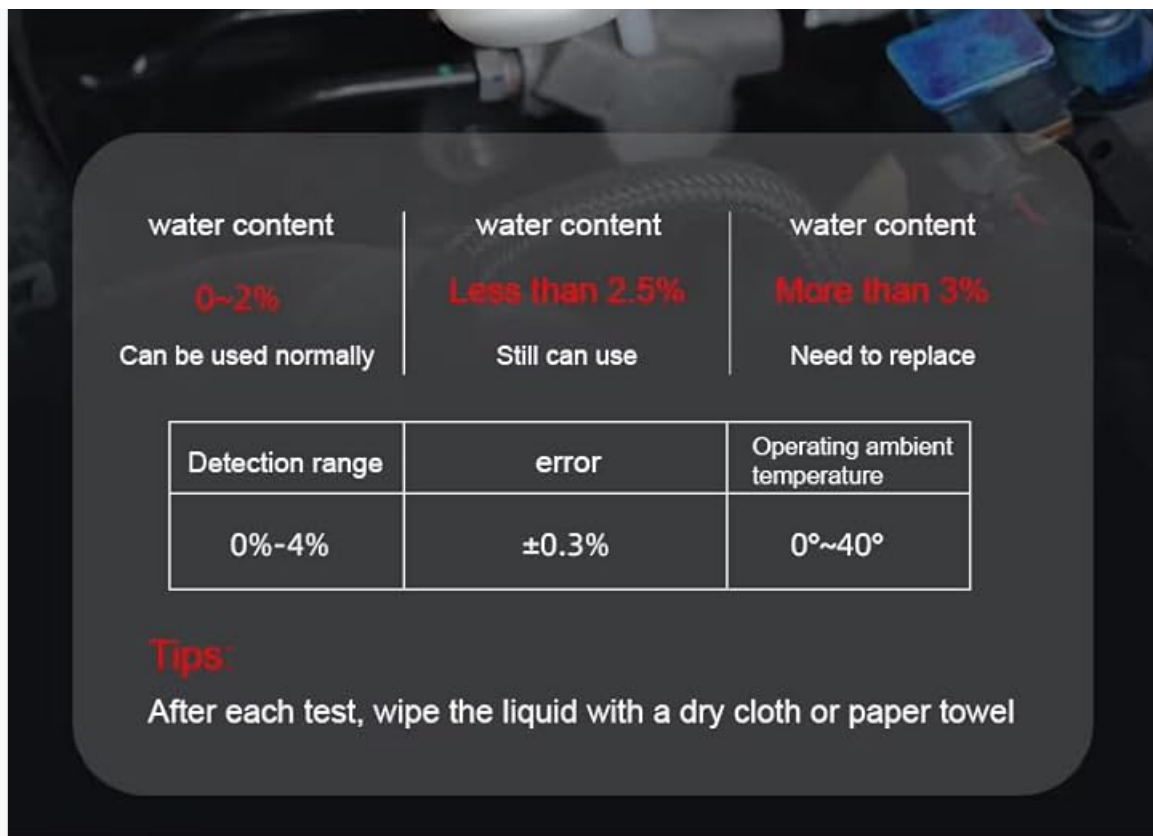 water content
0~2%
Can be used normally
water content
Less than 2.5%
Still can use
water content
More than 3%
Need to replace
Detection range
error
Operating ambient
temperature
0%-4%
±0.3%
0°~40°
Tips:
After each test, wipe the liquid with a dry cloth or paper towel